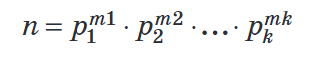 n = p₁^{m1} · p₂^{m2} · … · pₖ^{mk}